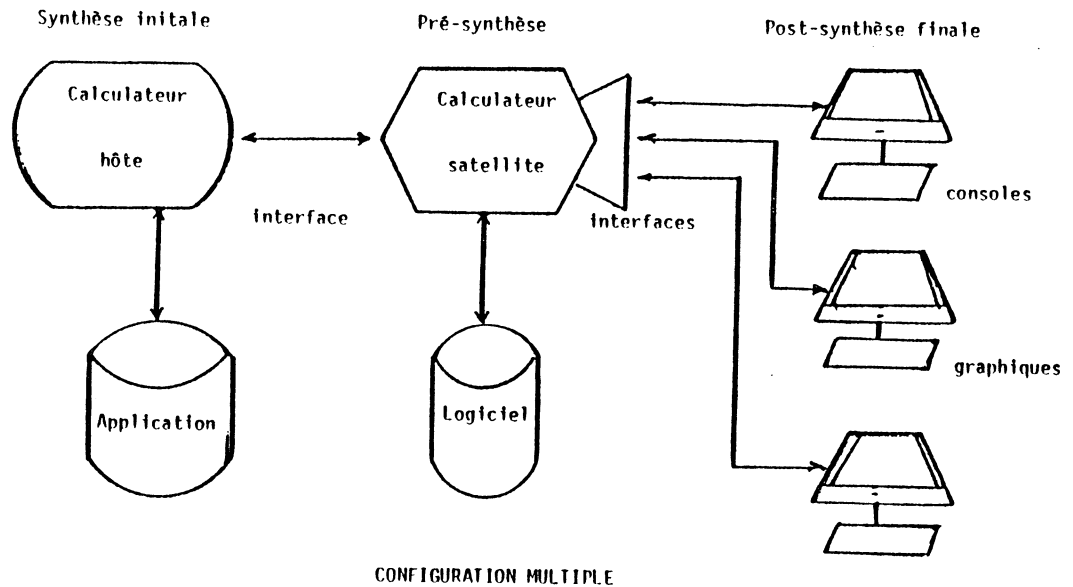 Synthèse initale
Pré-synthèse
Post-synthèse finale
Calculateur
hôte
Calculateur
satellite
interface
interfaces
consoles
graphiques
Application
Logiciel
CONFIGURATION MULTIPLE